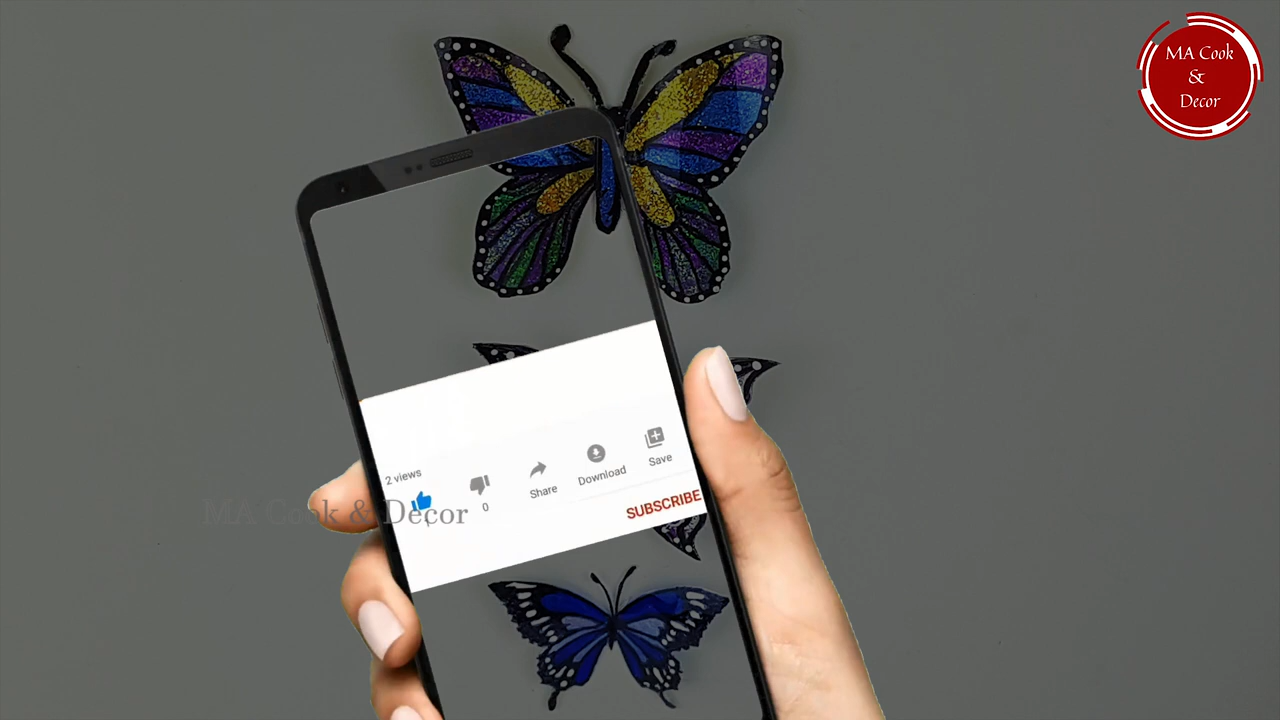 MA Cook
&
Decor
2 views
0
Share
Download
Save
SUBSCRIBE
MA Cook & Decor